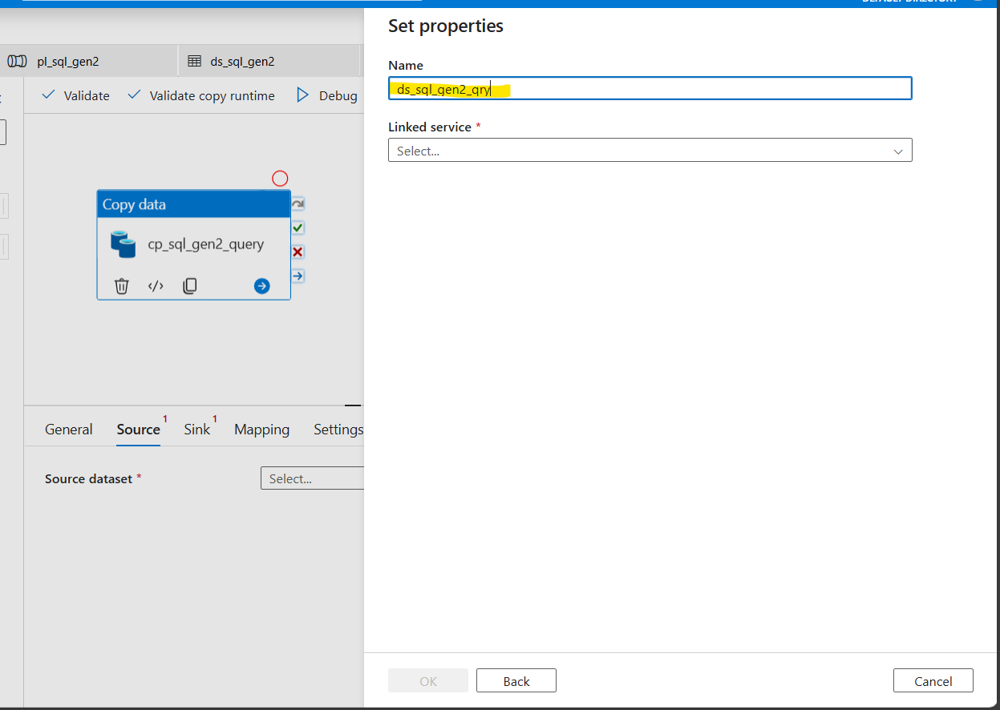 Set properties
pl_sql_gen2
ds_sql_gen2
Name
ds_sql_gen2_qry
Validate
Validate copy runtime
Debug
Linked service *
Select...
Copy data
cp_sql_gen2_query
General
Source 1
Sink 1
Mapping
Settings
Source dataset *
Select...
OK
Back
Cancel